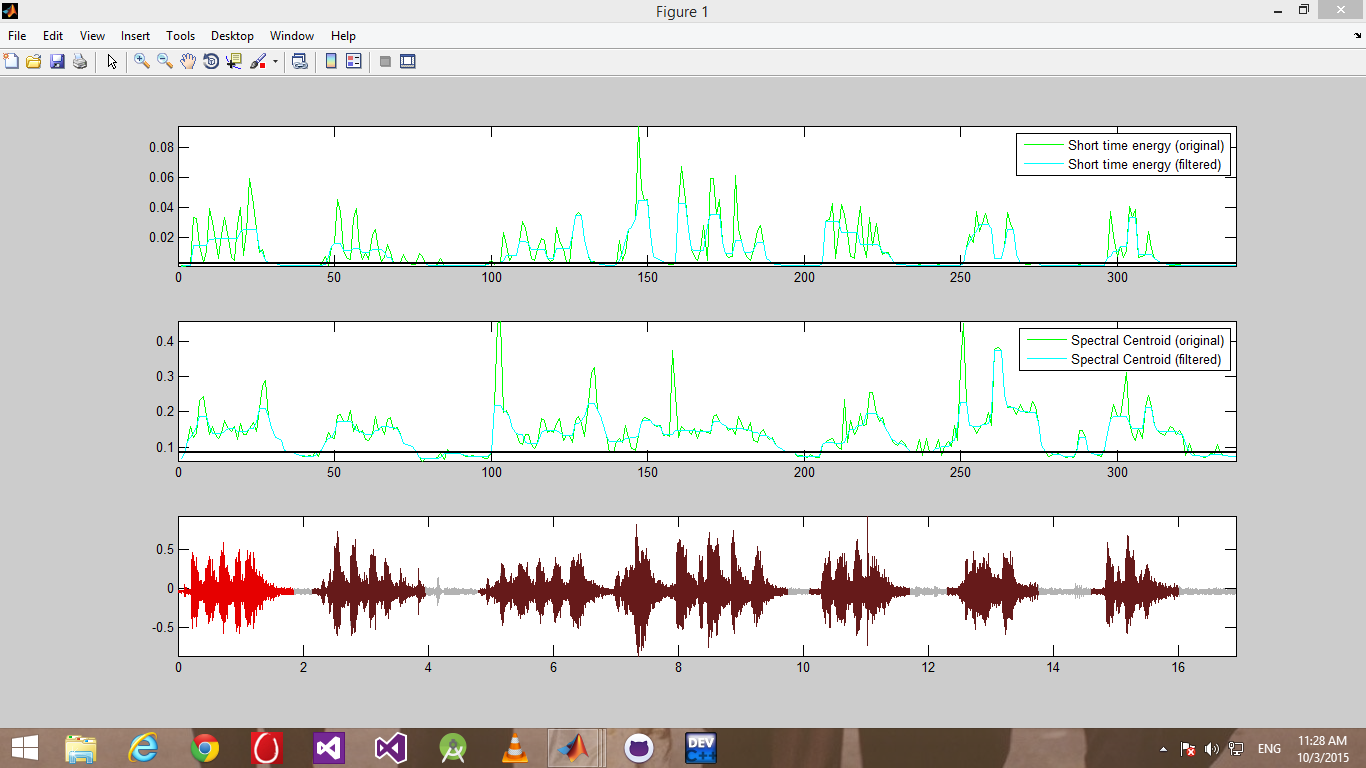 Figure 1
File Edit View Insert Tools Desktop Window Help
Short time energy (original)
Short time energy (filtered)
0.08
0.06
0.04
0.02
0 50 100 150 200 250 300
Spectral Centroid (original)
Spectral Centroid (filtered)
0.4
0.3
0.2
0.1
0 50 100 150 200 250 300
0.5
0
-0.5
0 2 4 6 8 10 12 14 16
DEV
C++
ENG
11:28 AM
10/3/2015